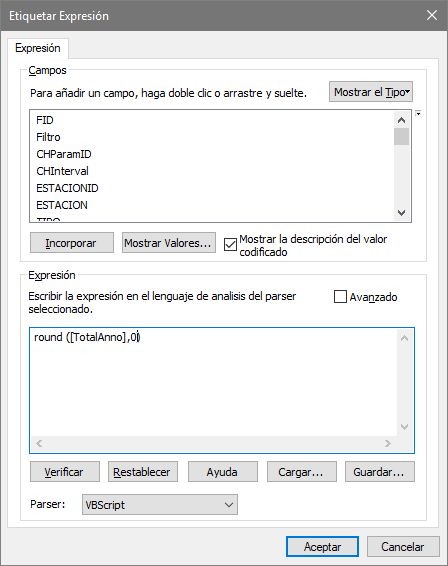 Etiquetar Expresión
Expresión
Campos
Para añadir un campo, haga doble clic o arrastre y suelte.
Mostrar el Tipo
FID
Filtro
CHParamID
CHInterval
ESTACIONID
ESTACION
TIPO
Incorporar
Mostrar Valores...
Mostrar la descripción del valor
codificado
Expresión
Escribir la expresión en el lenguaje de analisis del parser
seleccionado.
Avanzado
round ([TotalAnno],0)
Verificar
Restablecer
Ayuda
Cargar...
Guardar...
Parser:
VBScript
Aceptar
Cancelar